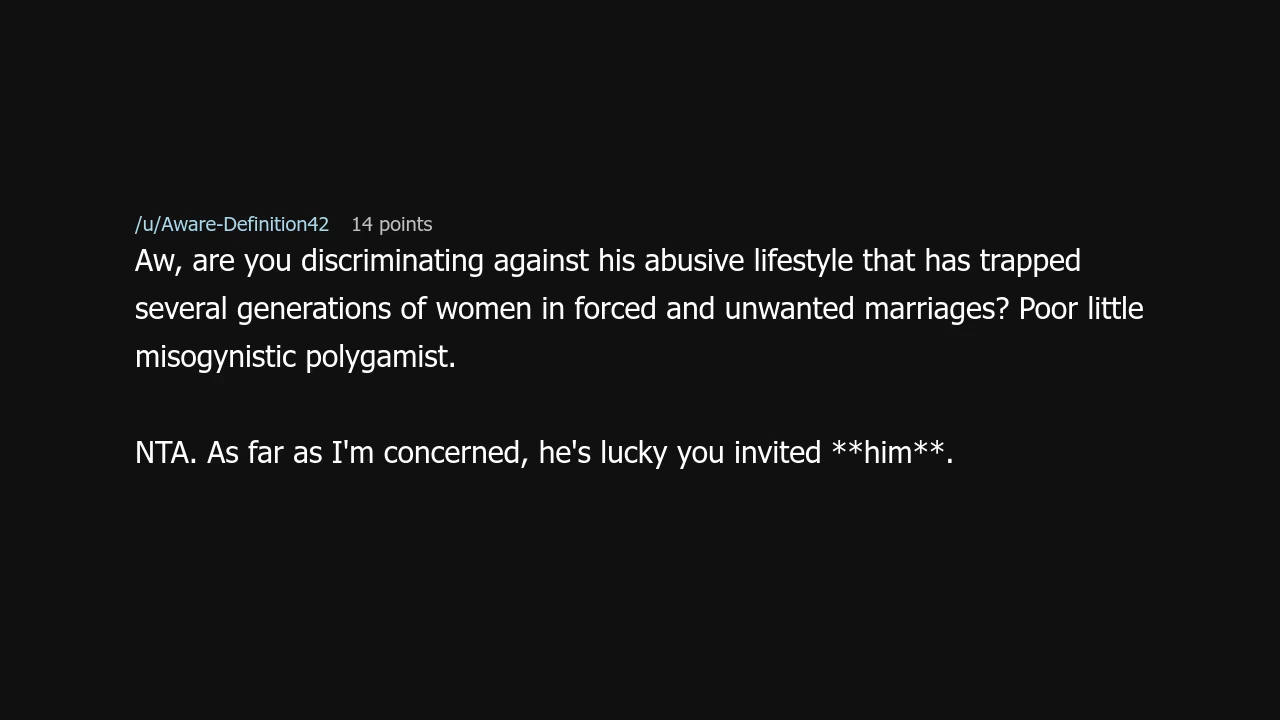 /u/Aware-Definition42 14 points
Aw, are you discriminating against his abusive lifestyle that has trapped
several generations of women in forced and unwanted marriages? Poor little
misogynistic polygamist.
NTA. As far as I'm concerned, he's lucky you invited **him**.